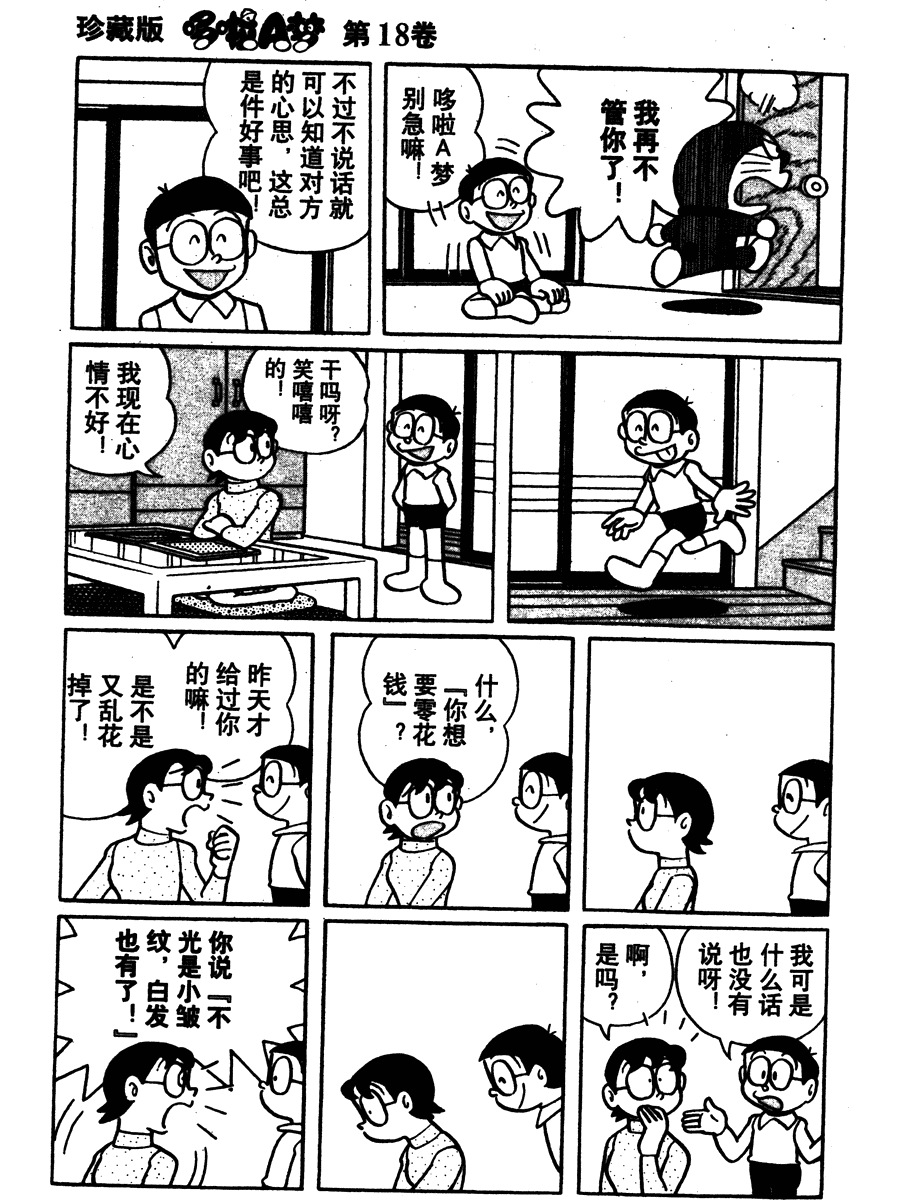 珍藏版 哆啦A梦 第18卷
我再不
管你了！
哆啦A梦
别急嘛！
不过不说话就
可以知道对方
的心思，这总
是件好事吧！
干吗呀？
笑嘻嘻
的！
我现在心
情不好！
什么，
『你想
要零花
钱』？
昨天才
给过你
的嘛！
是不是
又乱花
掉了！
我可是
什么话
也没有
说呀！
啊，
是吗？
你说『不
光是小皱
纹，白发
也有了！』